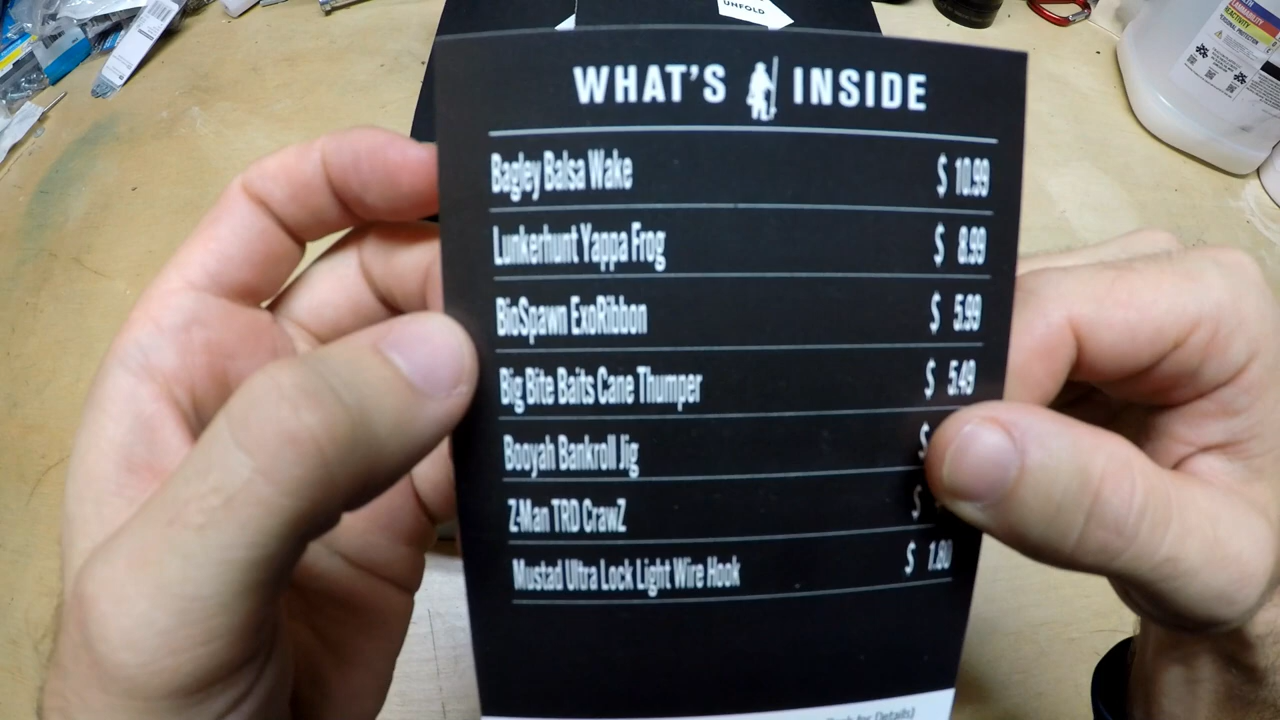 UNFOLD
WHAT'S INSIDE
Bagley Balsa Wake $ 10.99
Lunkerhunt Yappa Frog $ 8.99
BioSpawn ExoRibbon $ 5.99
Big Bite Baits Cane Thumper $ 5.49
Booyah Bankroll Jig $
Z-Man TRD CrawZ $
Mustad Ultra Lock Light Wire Hook $ 1.80
for Details)